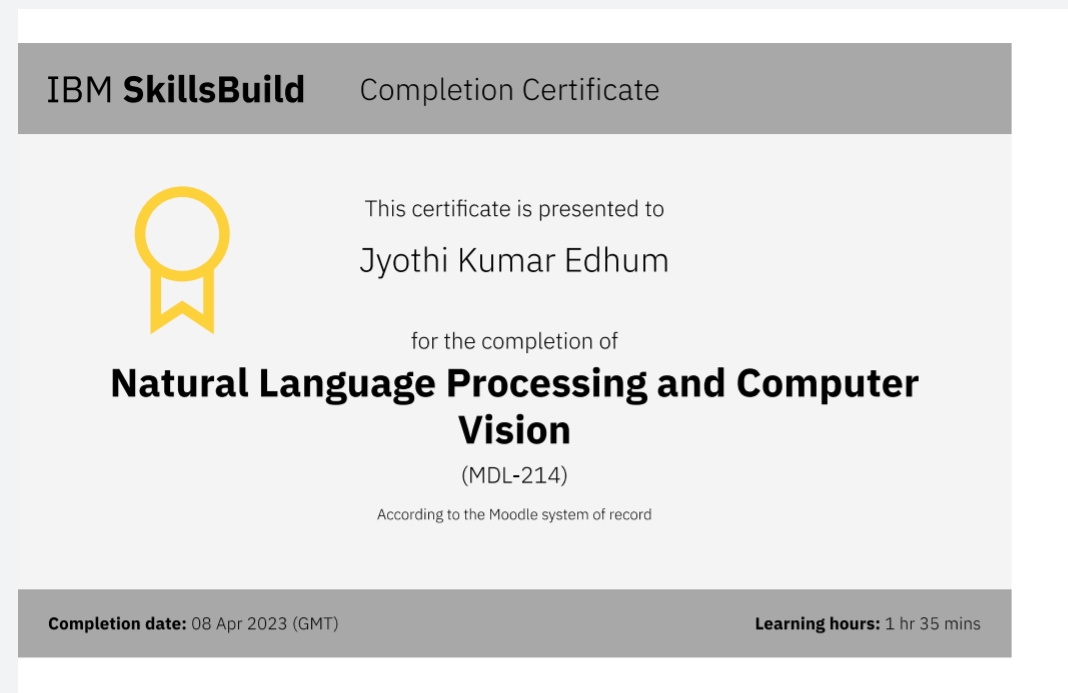 IBM SkillsBuild Completion Certificate
This certificate is presented to
Jyothi Kumar Edhum
for the completion of
Natural Language Processing and Computer
Vision
(MDL-214)
According to the Moodle system of record
Completion date: 08 Apr 2023 (GMT) Learning hours: 1 hr 35 mins